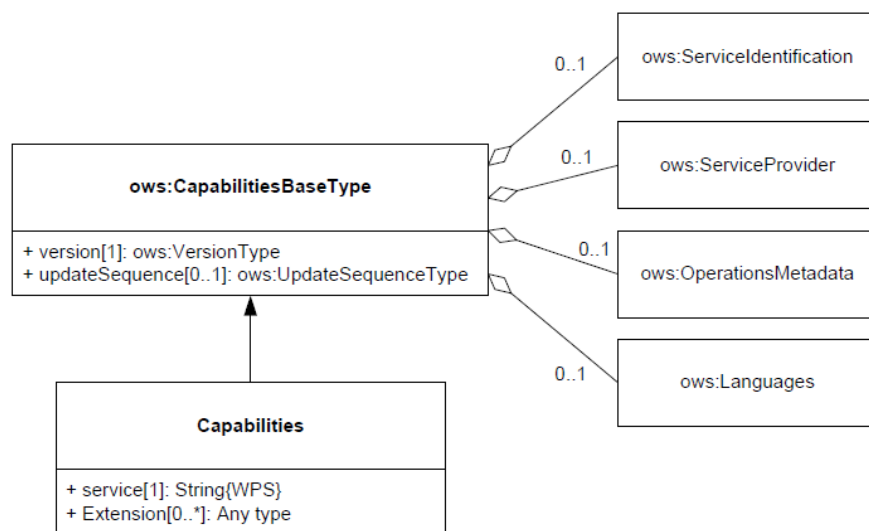 0..1
ows:ServiceIdentification
0..1
ows:ServiceProvider
ows:CapabilitiesBaseType
+ version[1]: ows:VersionType
+ updateSequence[0..1]: ows:UpdateSequenceType
0..1
ows:OperationsMetadata
0..1
ows:Languages
Capabilities
+ service[1]: String{WPS}
+ Extension[0..*]: Any type